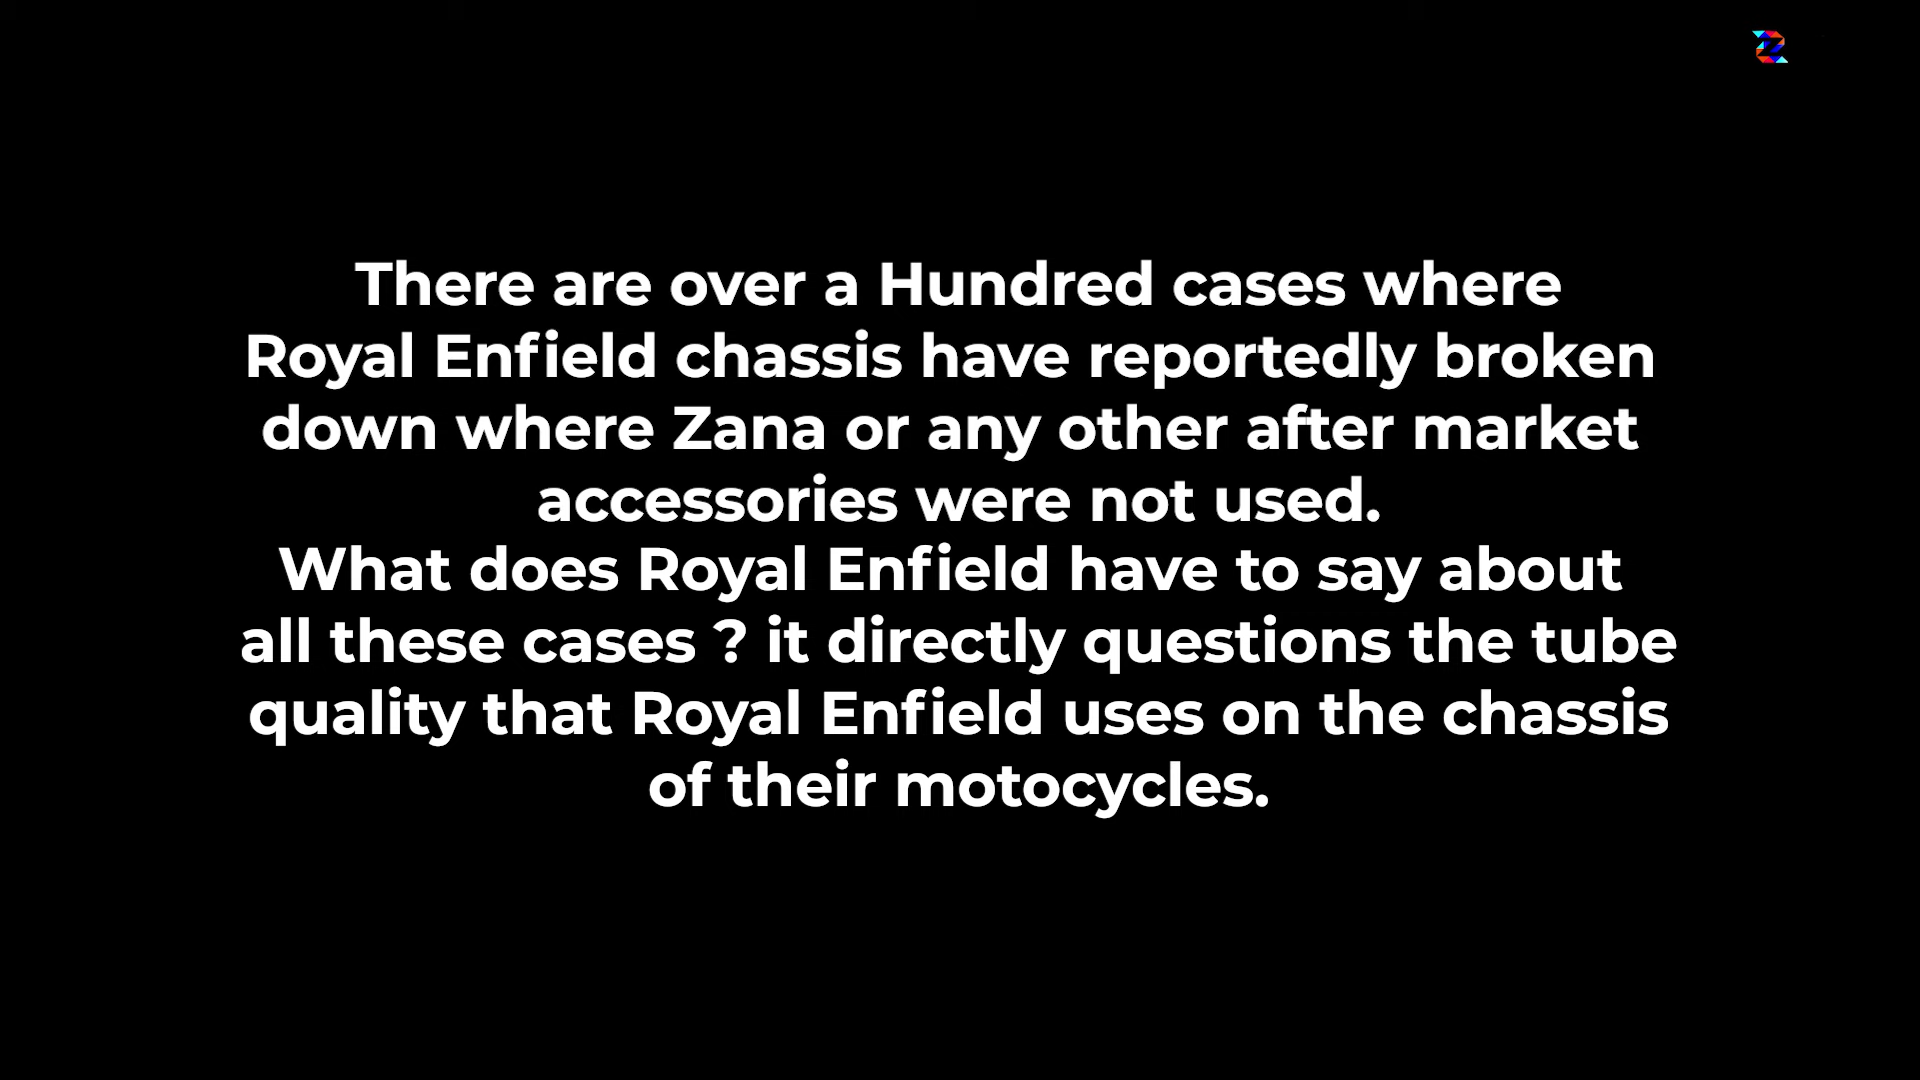 There are over a Hundred cases where
Royal Enfield chassis have reportedly broken
down where Zana or any other after market
accessories were not used.
What does Royal Enfield have to say about
all these cases ? it directly questions the tube
quality that Royal Enfield uses on the chassis
of their motocycles.